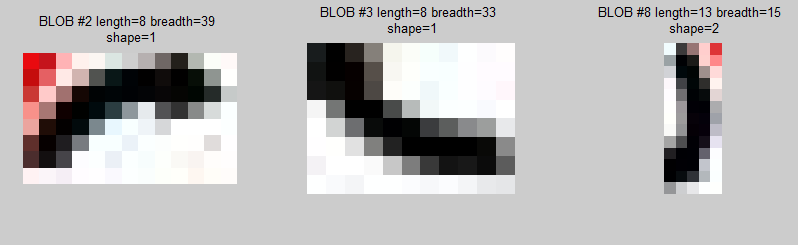 BLOB #2 length=8 breadth=39
shape=1
BLOB #3 length=8 breadth=33
shape=1
BLOB #8 length=13 breadth=15
shape=2